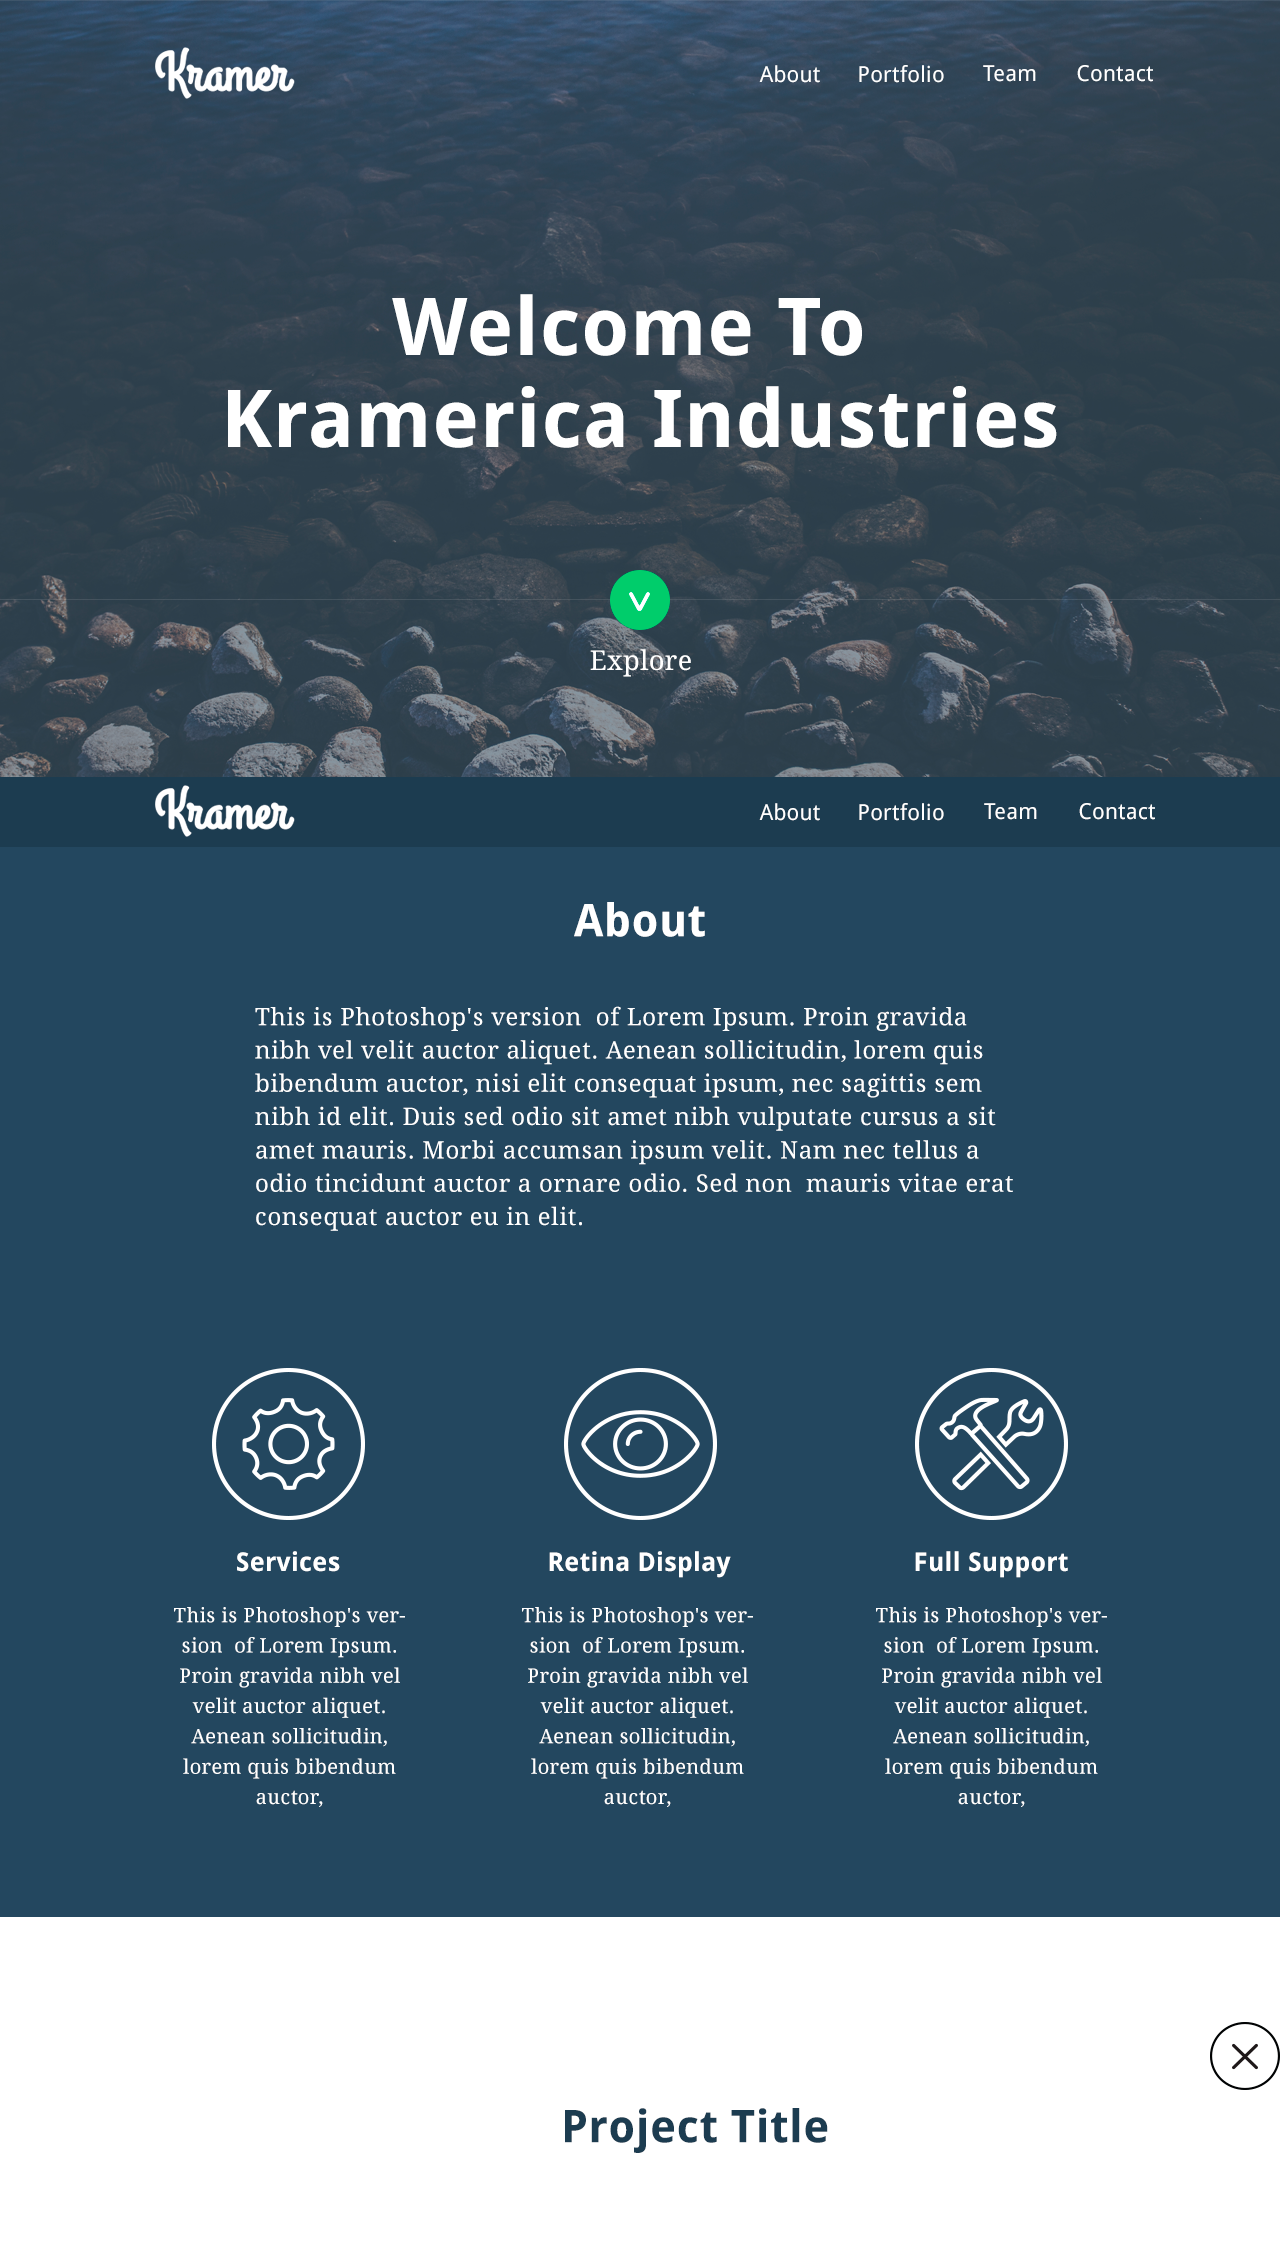 Kramer
About Portfolio Team Contact
Welcome To
Kramerica Industries
Explore
Kramer
About Portfolio Team Contact
About
This is Photoshop's version  of Lorem Ipsum. Proin gravida
nibh vel velit auctor aliquet. Aenean sollicitudin, lorem quis
bibendum auctor, nisi elit consequat ipsum, nec sagittis sem
nibh id elit. Duis sed odio sit amet nibh vulputate cursus a sit
amet mauris. Morbi accumsan ipsum velit. Nam nec tellus a
odio tincidunt auctor a ornare odio. Sed non  mauris vitae erat
consequat auctor eu in elit.
Services
This is Photoshop's ver-
sion  of Lorem Ipsum.
Proin gravida nibh vel
velit auctor aliquet.
Aenean sollicitudin,
lorem quis bibendum
auctor,
Retina Display
This is Photoshop's ver-
sion  of Lorem Ipsum.
Proin gravida nibh vel
velit auctor aliquet.
Aenean sollicitudin,
lorem quis bibendum
auctor,
Full Support
This is Photoshop's ver-
sion  of Lorem Ipsum.
Proin gravida nibh vel
velit auctor aliquet.
Aenean sollicitudin,
lorem quis bibendum
auctor,
Project Title